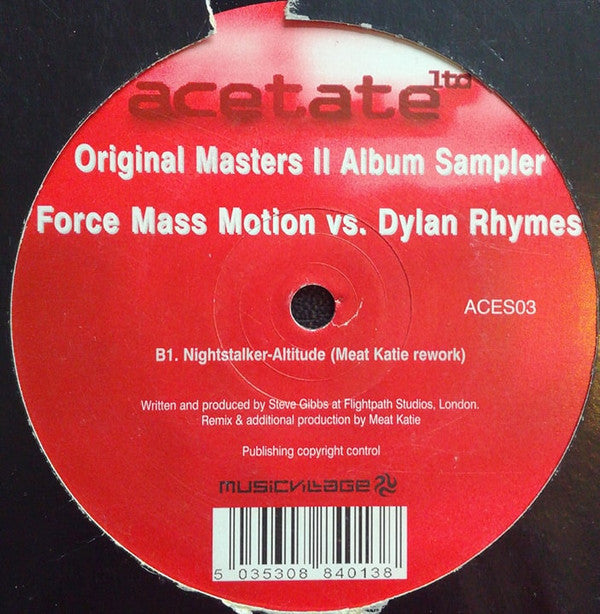 acetate ltd
Original Masters II Album Sampler
Force Mass Motion vs. Dylan Rhymes
ACES03
B1. Nightstalker-Altitude (Meat Katie rework)
Written and produced by Steve Gibbs at Flightpath Studios, London.
Remix & additional production by Meat Katie
Publishing copyright control
musicvillage
5 035308 840138